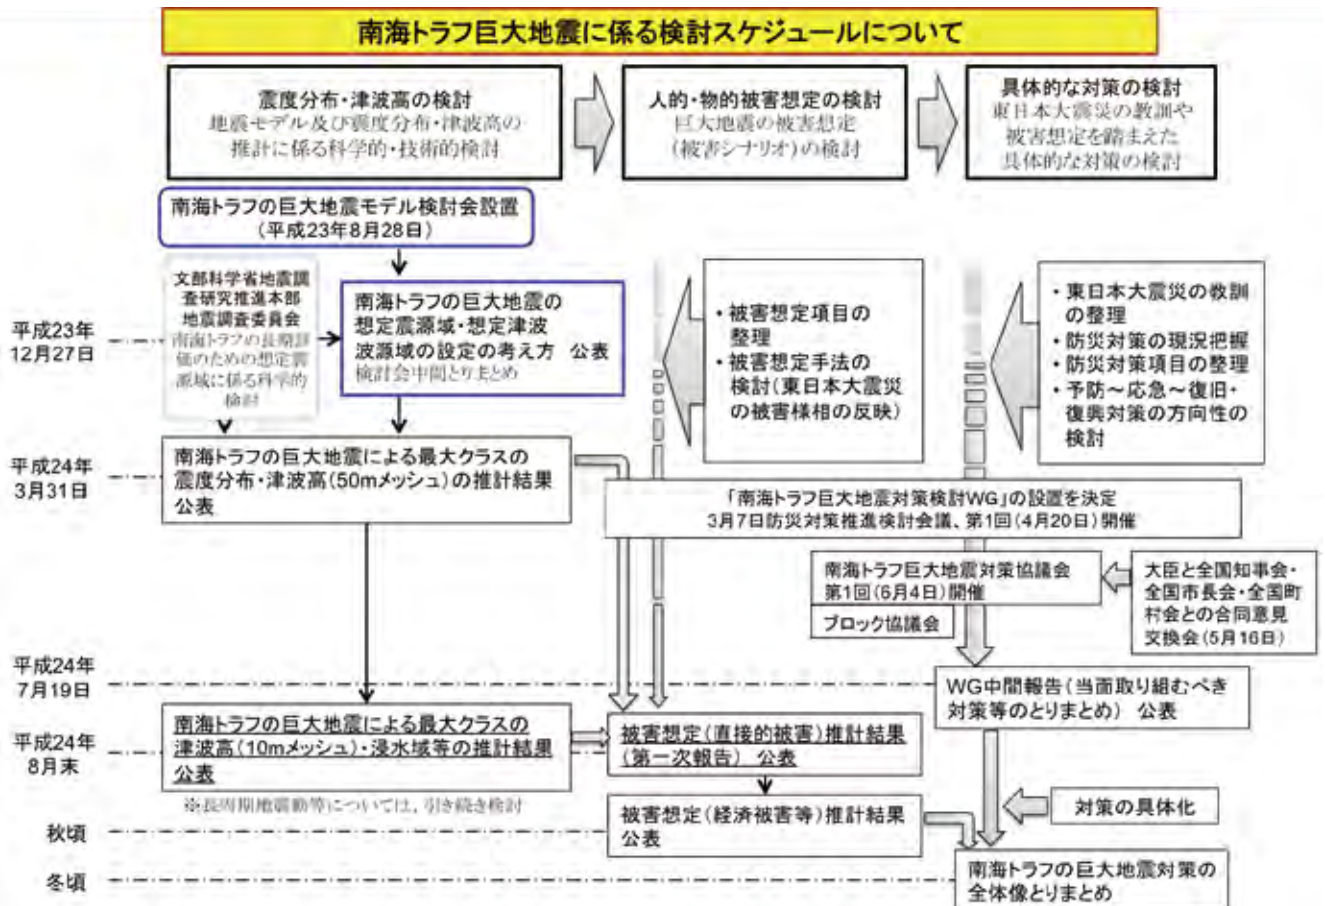 南海トラフ巨大地震に係る検討スケジュールについて
震度分布・津波高の検討
地震モデル及び震度分布・津波高の
推計に係る科学的・技術的検討
人的・物的被害想定の検討
巨大地震の被害想定
(被害シナリオ)の検討
具体的な対策の検討
東日本大震災の教訓や
被害想定を踏まえた
具体的な対策の検討
南海トラフの巨大地震モデル検討会設置
(平成23年8月28日)
文部科学省地震調
査研究推進本部
地震調査委員会
南海トラフの長期評
価のための想定震
源域に係る科学的
検討
南海トラフの巨大地震の
想定震源域・想定津波
波源域の設定の考え方 公表
検討会中間とりまとめ
・被害想定項目の
整理
・被害想定手法の
検討(東日本大震災
の被害様相の反映)
・東日本大震災の教訓
の整理
・防災対策の現況把握
・防災対策項目の整理
・予防～応急～復旧・
復興対策の方向性の
検討
平成23年
12月27日
平成24年
3月31日
南海トラフの巨大地震による最大クラスの
震度分布・津波高(50mメッシュ)の推計結果
公表
「南海トラフ巨大地震対策検討WG」の設置を決定
3月7日防災対策推進検討会議、第1回(4月20日)開催
南海トラフ巨大地震対策協議会
第1回(6月4日)開催
ブロック協議会
大臣と全国知事会・
全国市長会・全国町
村会との合同意見
交換会(5月16日)
平成24年
7月19日
WG中間報告(当面取り組むべき
対策等のとりまとめ) 公表
平成24年
8月末
南海トラフの巨大地震による最大クラスの
津波高(10mメッシュ)・浸水域等の推計結果
公表
※長周期地震動等については、引き続き検討
被害想定(直接的被害)推計結果
(第一次報告) 公表
被害想定(経済被害等)推計結果
公表
対策の具体化
秋頃
冬頃
南海トラフの巨大地震対策の
全体像とりまとめ